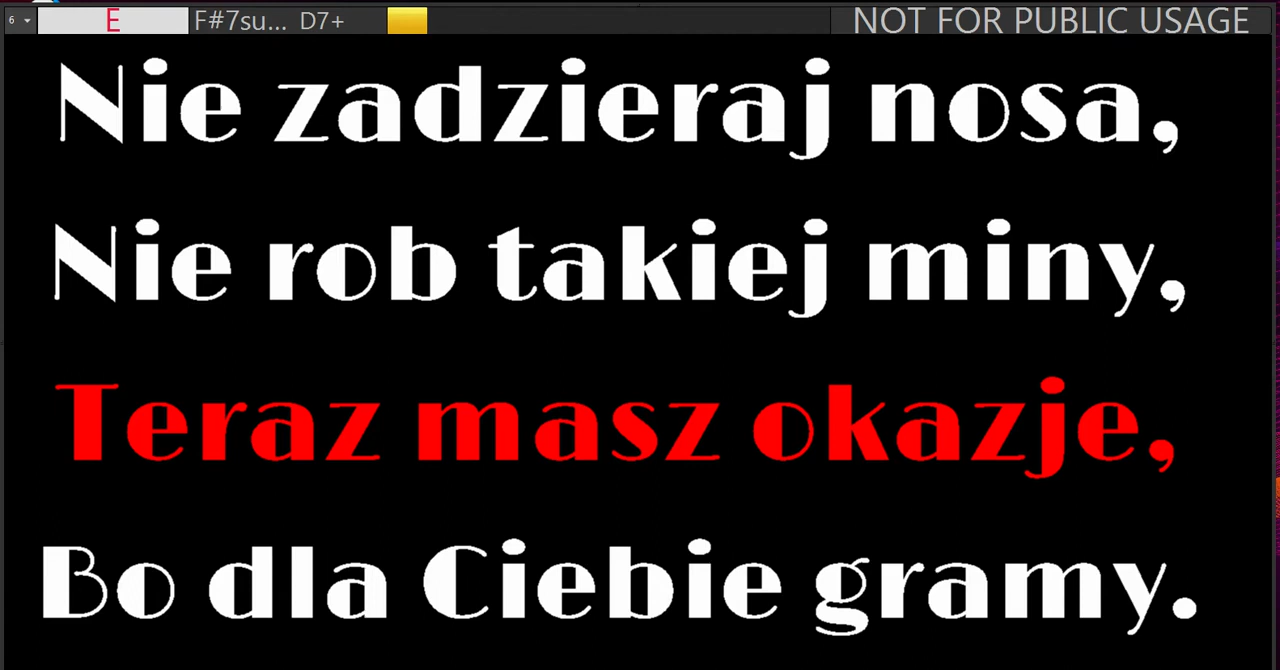 6 E F#7su... D7+ NOT FOR PUBLIC USAGE
Nie zadzieraj nosa,
Nie rob takiej miny,
Teraz masz okazje,
Bo dla Ciebie gramy.